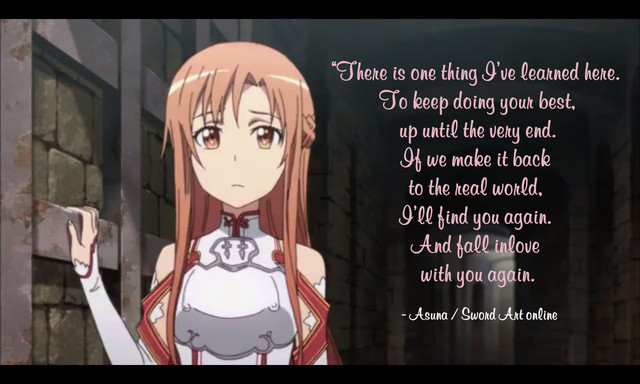 “There is one thing I’ve learned here.
To keep doing your best,
up until the very end.
If we make it back
to the real world,
I’ll find you again.
And fall inlove
with you again.
- Asuna / Sword Art online